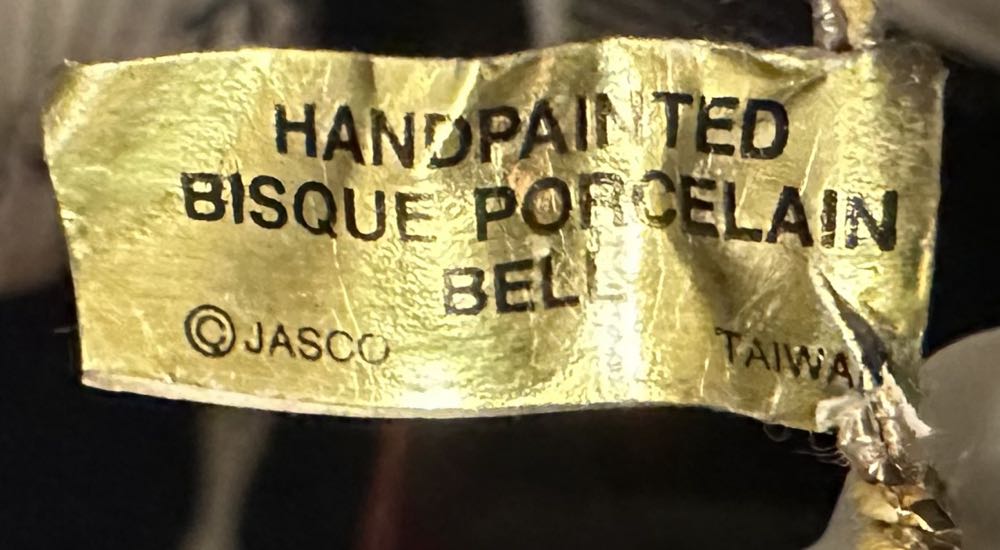 HANDPAINTED
BISQUE PORCELAIN
BELL
© JASCO TAIWAN